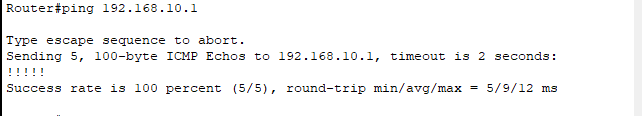 Router#ping 192.168.10.1
Type escape sequence to abort.
Sending 5, 100-byte ICMP Echos to 192.168.10.1, timeout is 2 seconds:
!!!!!
Success rate is 100 percent (5/5), round-trip min/avg/max = 5/9/12 ms